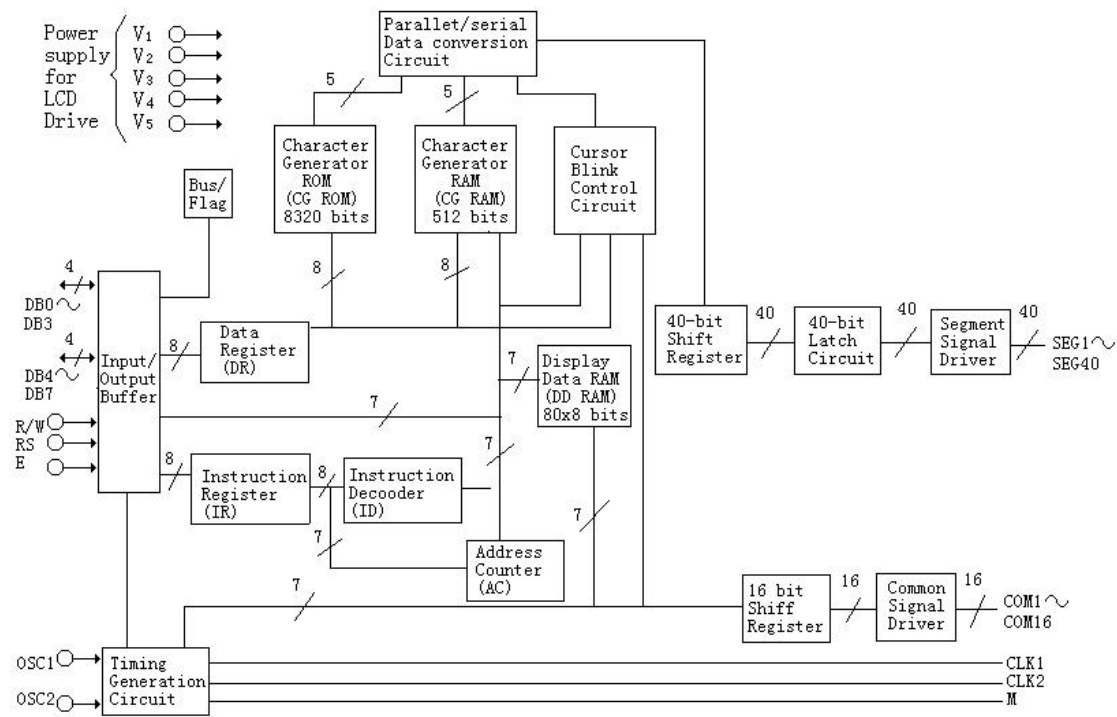 Power
supply
for
LCD
Drive
V1
V2
V3
V4
V5
Parallet/serial
Data conversion
Circuit
5
5
Character
Generator
ROM
(CG ROM)
8320 bits
Character
Generator
RAM
(CG RAM)
512 bits
Cursor
Blink
Control
Circuit
Bus/
Flag
8
8
4
DB0~
DB3
4
DB4~
DB7
R/W
RS
E
Input/
Output
Buffer
8
Data
Register
(DR)
7
7
Display
Data RAM
(DD RAM)
80x8 bits
40-bit
Shift
Register
40
40-bit
Latch
Circuit
40
Segment
Signal
Driver
40
SEG1~
SEG40
8
Instruction
Register
(IR)
8
Instruction
Decooder
(ID)
7
7
7
Address
Counter
(AC)
7
16 bit
Shiff
Register
16
Common
Signal
Driver
16
COM1~
COM16
OSC1
OSC2
Timing
Generation
Circuit
CLK1
CLK2
M